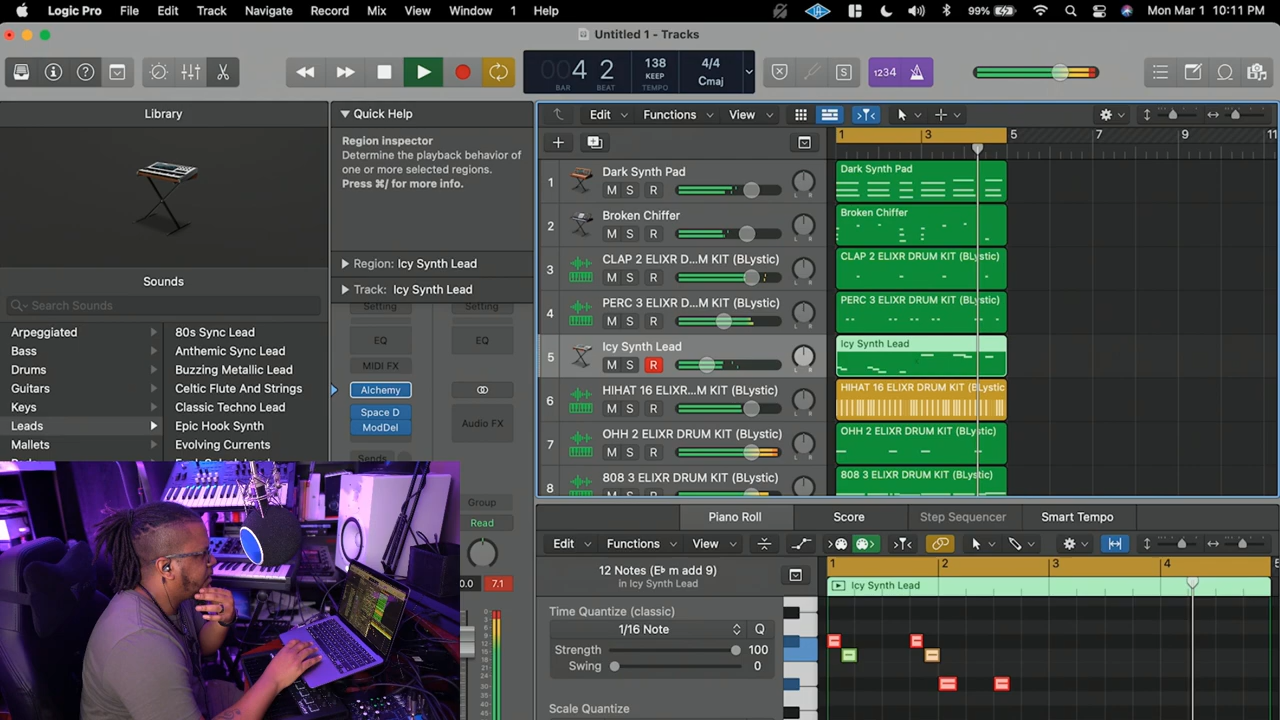 Logic Pro File Edit Track Navigate Record Mix View Window 1 Help 99% Mon Mar 1 10:11 PM
Untitled 1 - Tracks
004 2 138 4/4
KEEP Cmaj
BAR BEAT TEMPO
1234
Library
Quick Help
Region inspector
Determine the playback behavior of
one or more selected regions.
Press ⌘/ for more info.
Region: Icy Synth Lead
Track: Icy Synth Lead
Sounds
Search Sounds
Arpeggiated
Bass
Drums
Guitars
Keys
Leads
Mallets
80s Sync Lead
Anthemic Sync Lead
Buzzing Metallic Lead
Celtic Flute And Strings
Classic Techno Lead
Epic Hook Synth
Evolving Currents
Setting
EQ
MIDI FX
Alchemy
Space D
ModDel
Sends
Setting
EQ
Audio FX
Group
Read
0.0 7.1
Edit Functions View
1 3 5 7 9 11
1 Dark Synth Pad
M S R
2 Broken Chiffer
M S R
3 CLAP 2 ELIXR D...M KIT (BLystic)
M S R
4 PERC 3 ELIXR D...M KIT (BLystic)
M S R
5 Icy Synth Lead
M S R
6 HIHAT 16 ELIXR...M KIT (BLystic)
M S R
7 OHH 2 ELIXR DRUM KIT (BLystic)
M S R
8 808 3 ELIXR DRUM KIT (BLystic)
Dark Synth Pad
Broken Chiffer
CLAP 2 ELIXR DRUM KIT (BLystic)
PERC 3 ELIXR DRUM KIT (BLystic)
Icy Synth Lead
HIHAT 16 ELIXR DRUM KIT (BLystic
OHH 2 ELIXR DRUM KIT (BLystic)
808 3 ELIXR DRUM KIT (BLystic)
Piano Roll Score Step Sequencer Smart Tempo
Edit Functions View
12 Notes (E♭ m add 9)
in Icy Synth Lead
Time Quantize (classic)
1/16 Note Q
Strength 100
Swing 0
Scale Quantize
1 2 3 4
Icy Synth Lead